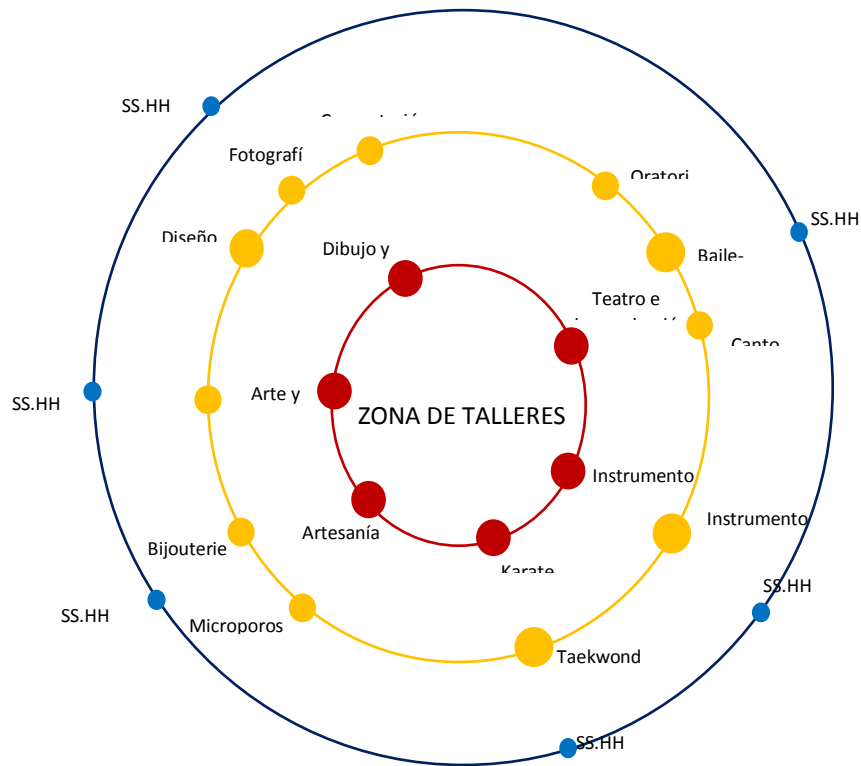 SS.HH
Fotografí
Oratori
SS.HH
Diseño
Dibujo y
Baile-
Teatro e
Canto
SS.HH
Arte y
ZONA DE TALLERES
Instrumento
Artesanía
Instrumento
Bijouterie
Karate
SS.HH
SS.HH
Microporos
Taekwond
SS.HH